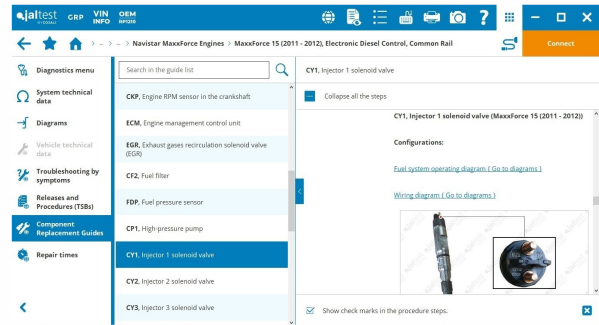 jaltest
GRP
VIN
INFO
OEM
Navistar MaxxForce Engines > MaxxForce 15 (2011 - 2012), Electronic Diesel Control, Common Rail
Connect
Diagnostics menu
System technical
data
Diagrams
Vehicle technical
data
Troubleshooting by
symptoms
Releases and
Procedures (TSBs)
Component
Replacement Guides
Repair times
Search in the guide list
CKP, Engine RPM sensor in the crankshaft
ECM, Engine management control unit
EGR, Exhaust gases recirculation solenoid valve
(EGR)
CF2, Fuel filter
FDP, Fuel pressure sensor
CP1, High-pressure pump
CY1, Injector 1 solenoid valve
CY2, Injector 2 solenoid valve
CY3, Injector 3 solenoid valve
CY1, Injector 1 solenoid valve
Collapse all the steps
CY1, Injector 1 solenoid valve (MaxxForce 15 (2011 - 2012))
Configurations:
Fuel system operating diagram ( Go to diagrams )
Wiring diagram ( Go to diagrams )
Show check marks in the procedure steps.